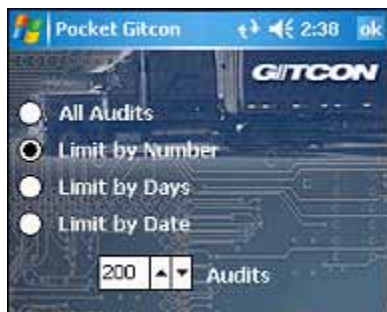 Pocket Gitcon 2:38 ok
GITCON
All Audits
Limit by Number
Limit by Days
Limit by Date
200 Audits